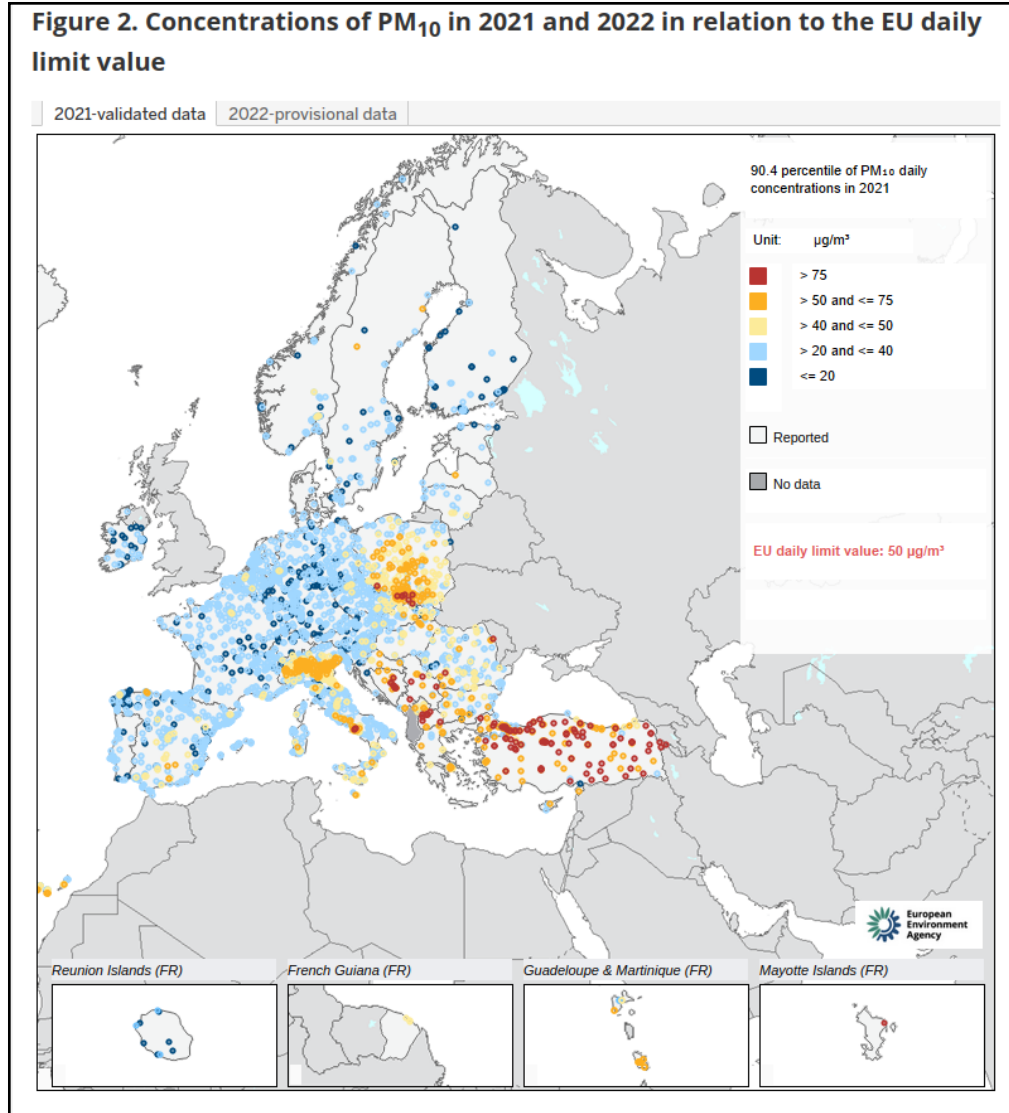 Figure 2. Concentrations of PM₁₀ in 2021 and 2022 in relation to the EU daily
limit value
2021-validated data
2022-provisional data
90.4 percentile of PM₁₀ daily
concentrations in 2021
Unit: µg/m³
> 75
> 50 and <= 75
> 40 and <= 50
> 20 and <= 40
<= 20
Reported
No data
EU daily limit value: 50 µg/m³
European
Environment
Agency
Reunion Islands (FR)
French Guiana (FR)
Guadeloupe & Martinique (FR)
Mayotte Islands (FR)